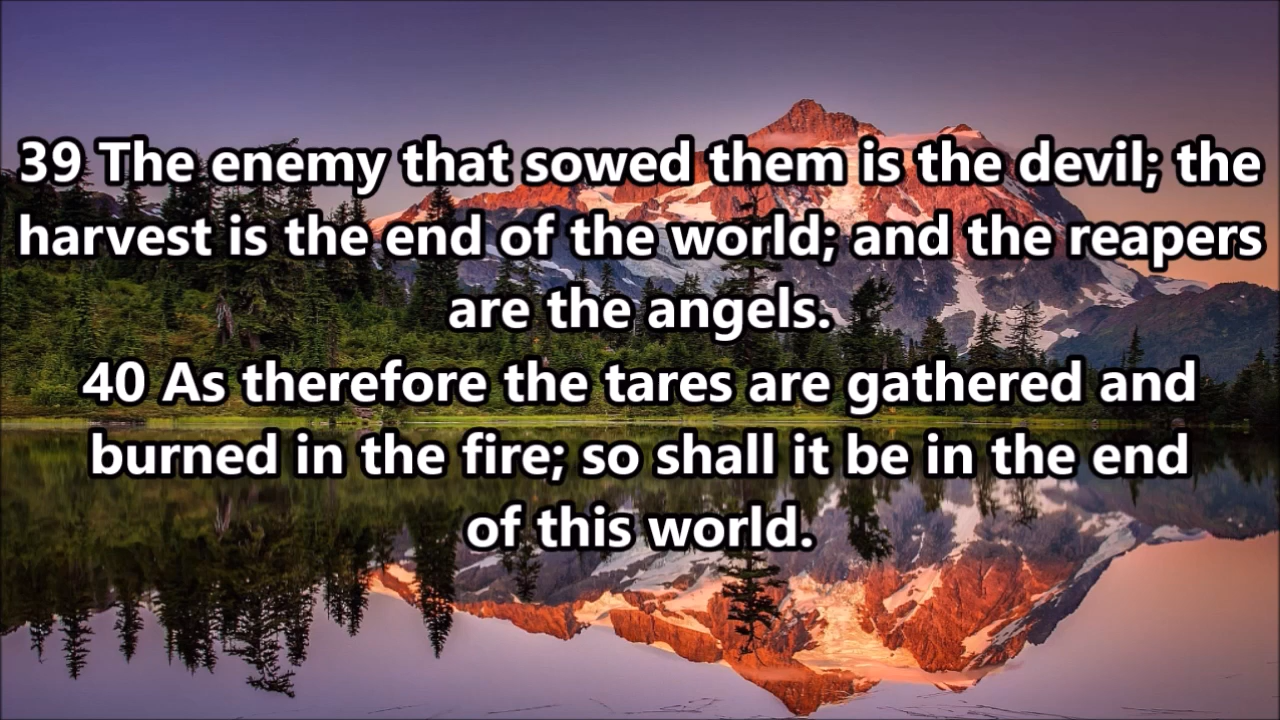 39 The enemy that sowed them is the devil; the
harvest is the end of the world; and the reapers
are the angels.
40 As therefore the tares are gathered and
burned in the fire; so shall it be in the end
of this world.